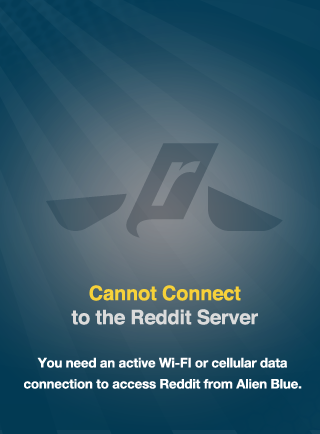 r
Cannot Connect
to the Reddit Server
You need an active Wi-FI or cellular data
connection to access Reddit from Alien Blue.